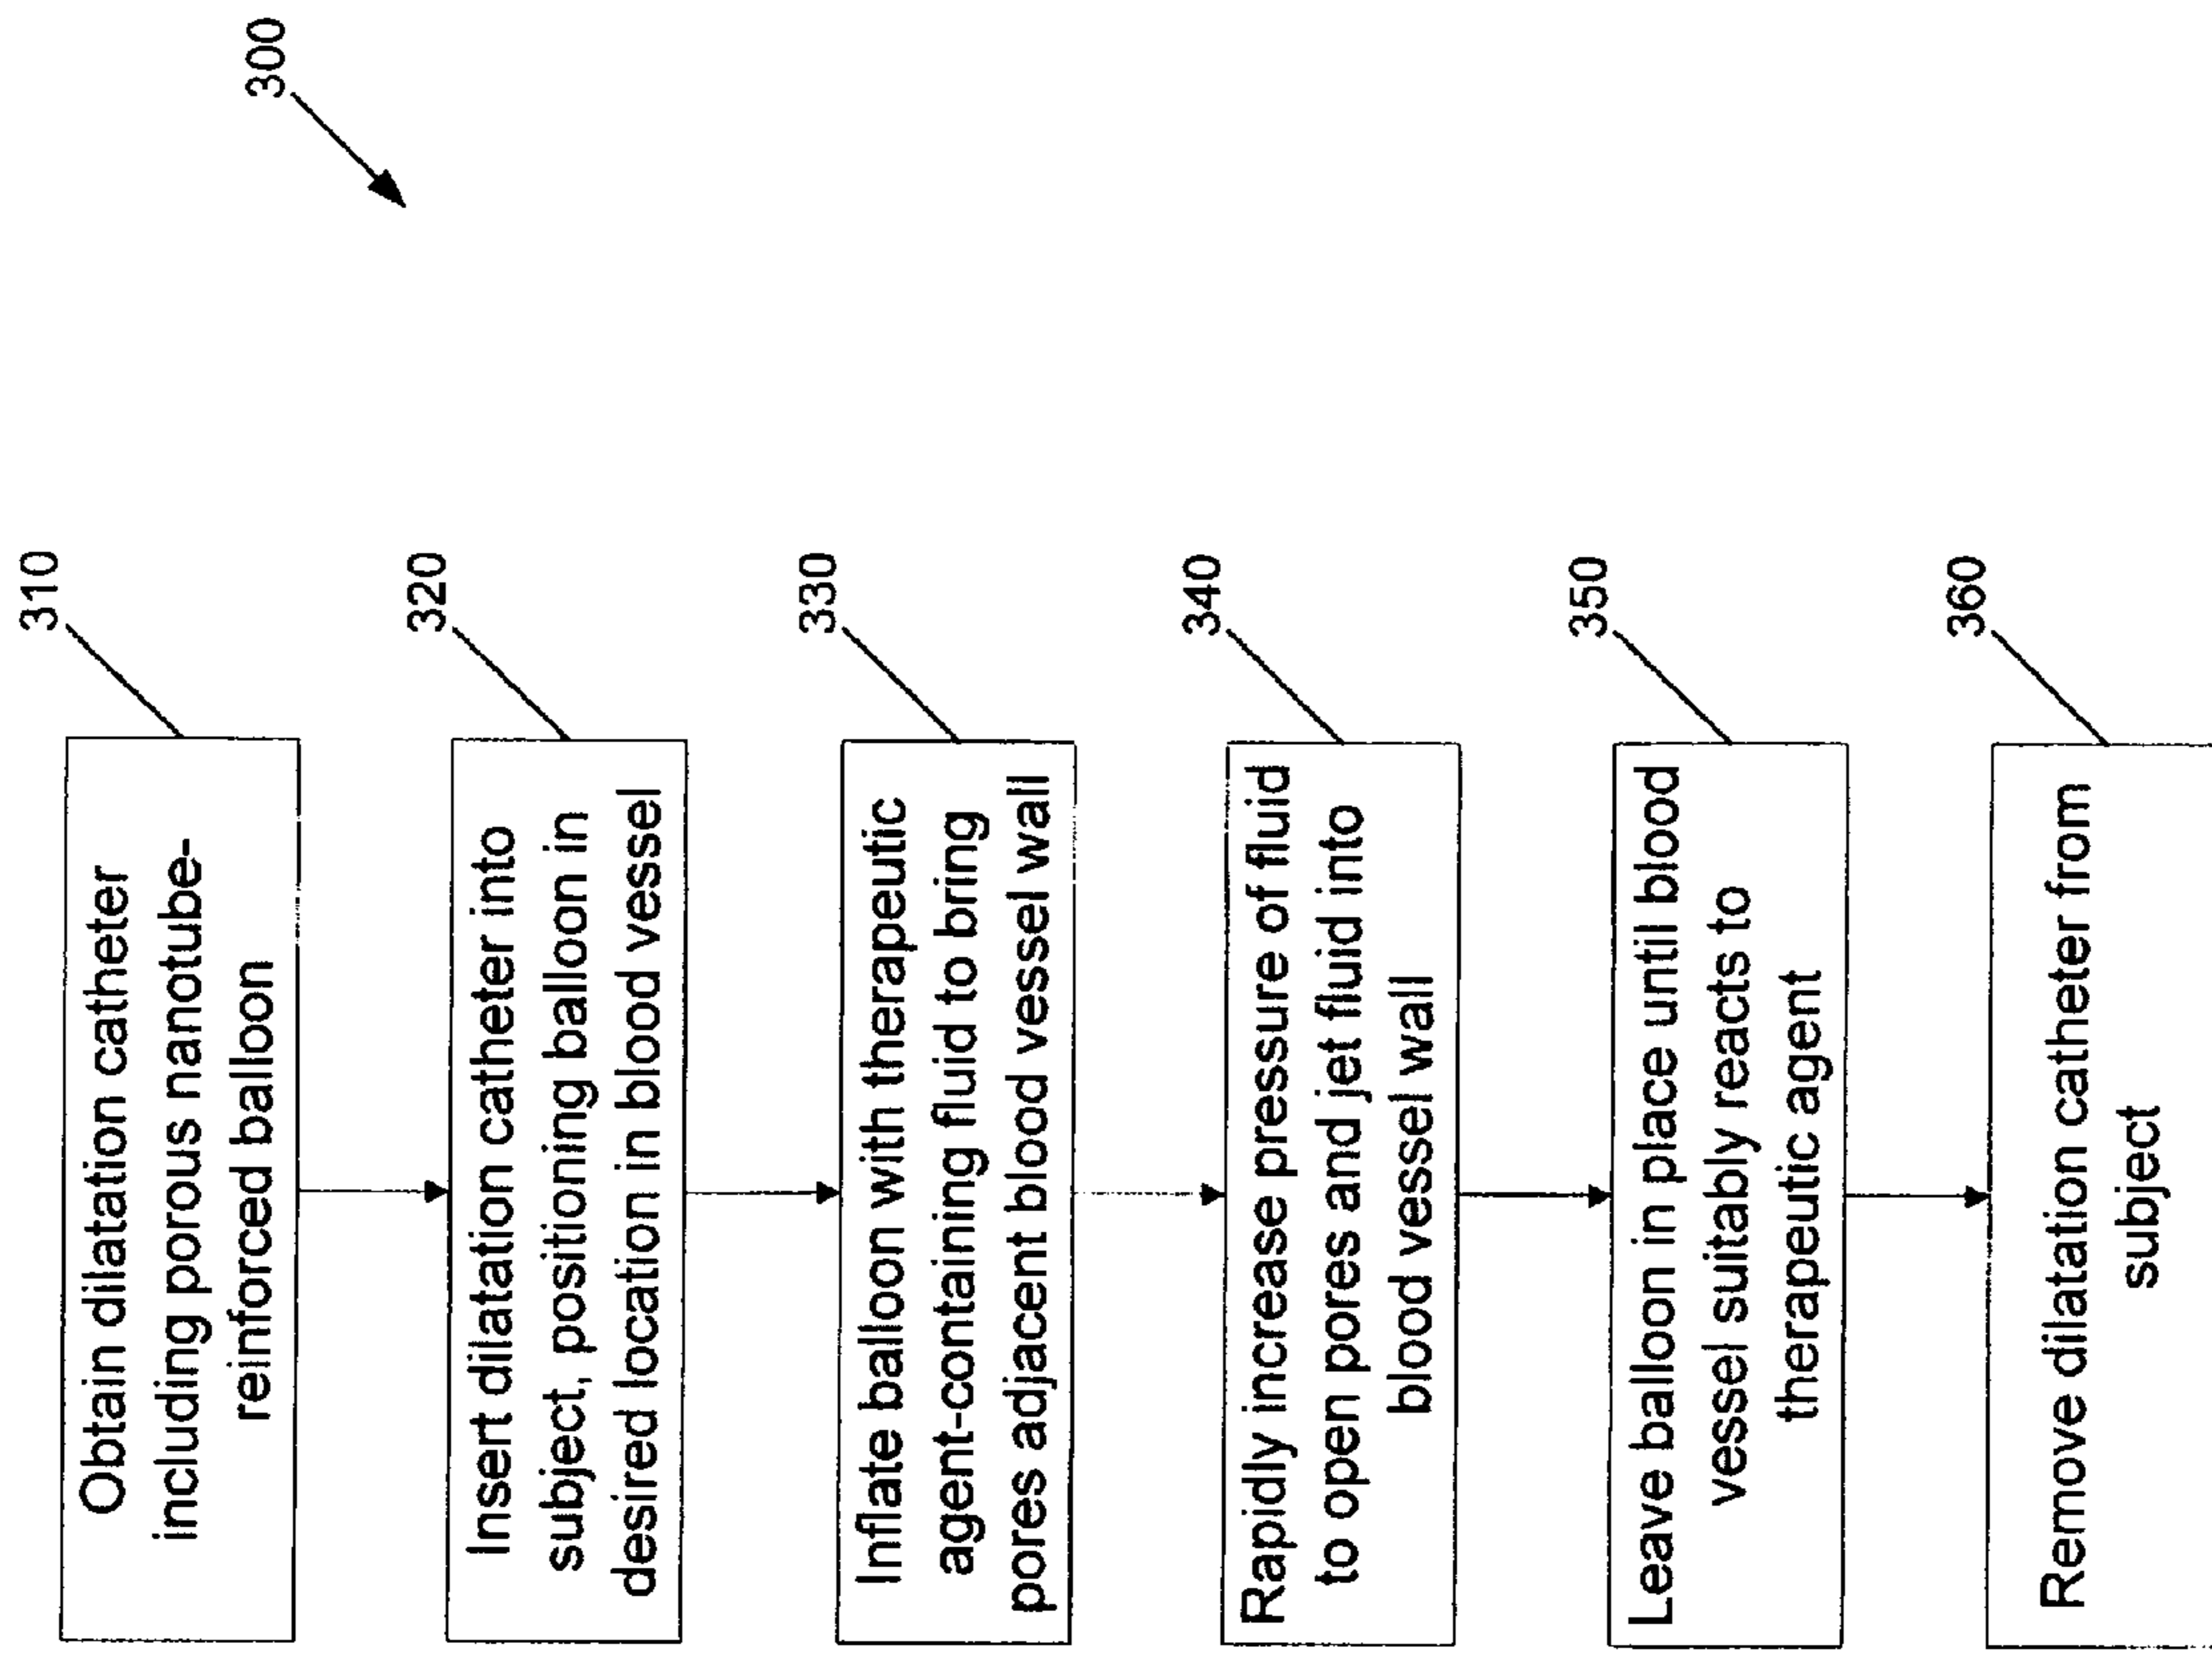 300
310
Obtain dilatation catheter
including porous nanotube-
reinforced balloon
320
Insert dilatation catheter into
subject, positioning balloon in
desired location in blood vessel
330
Inflate balloon with therapeutic
agent-containing fluid to bring
pores adjacent blood vessel wall
340
Rapidly increase pressure of fluid
to open pores and jet fluid into
blood vessel wall
350
Leave balloon in place until blood
vessel suitably reacts to
therapeutic agent
360
Remove dilatation catheter from
subject